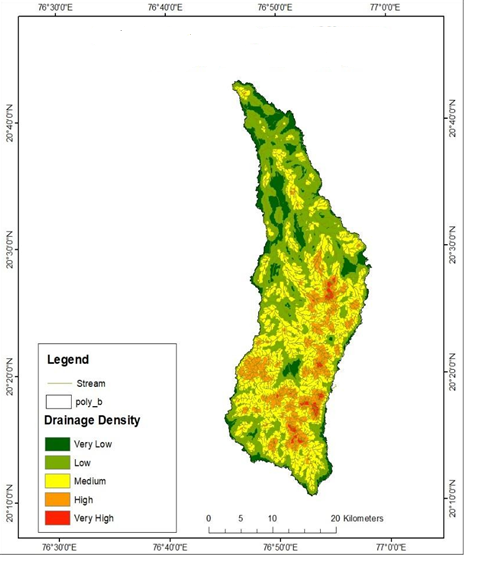 76°30'0"E 76°40'0"E 76°50'0"E 77°0'0"E
20°40'0"N 20°40'0"N
20°30'0"N 20°30'0"N
20°20'0"N 20°20'0"N
20°10'0"N 20°10'0"N
Legend
Stream
poly_b
Drainage Density
Very Low
Low
Medium
High
Very High
0 5 10 20 Kilometers
76°30'0"E 76°40'0"E 76°50'0"E 77°0'0"E